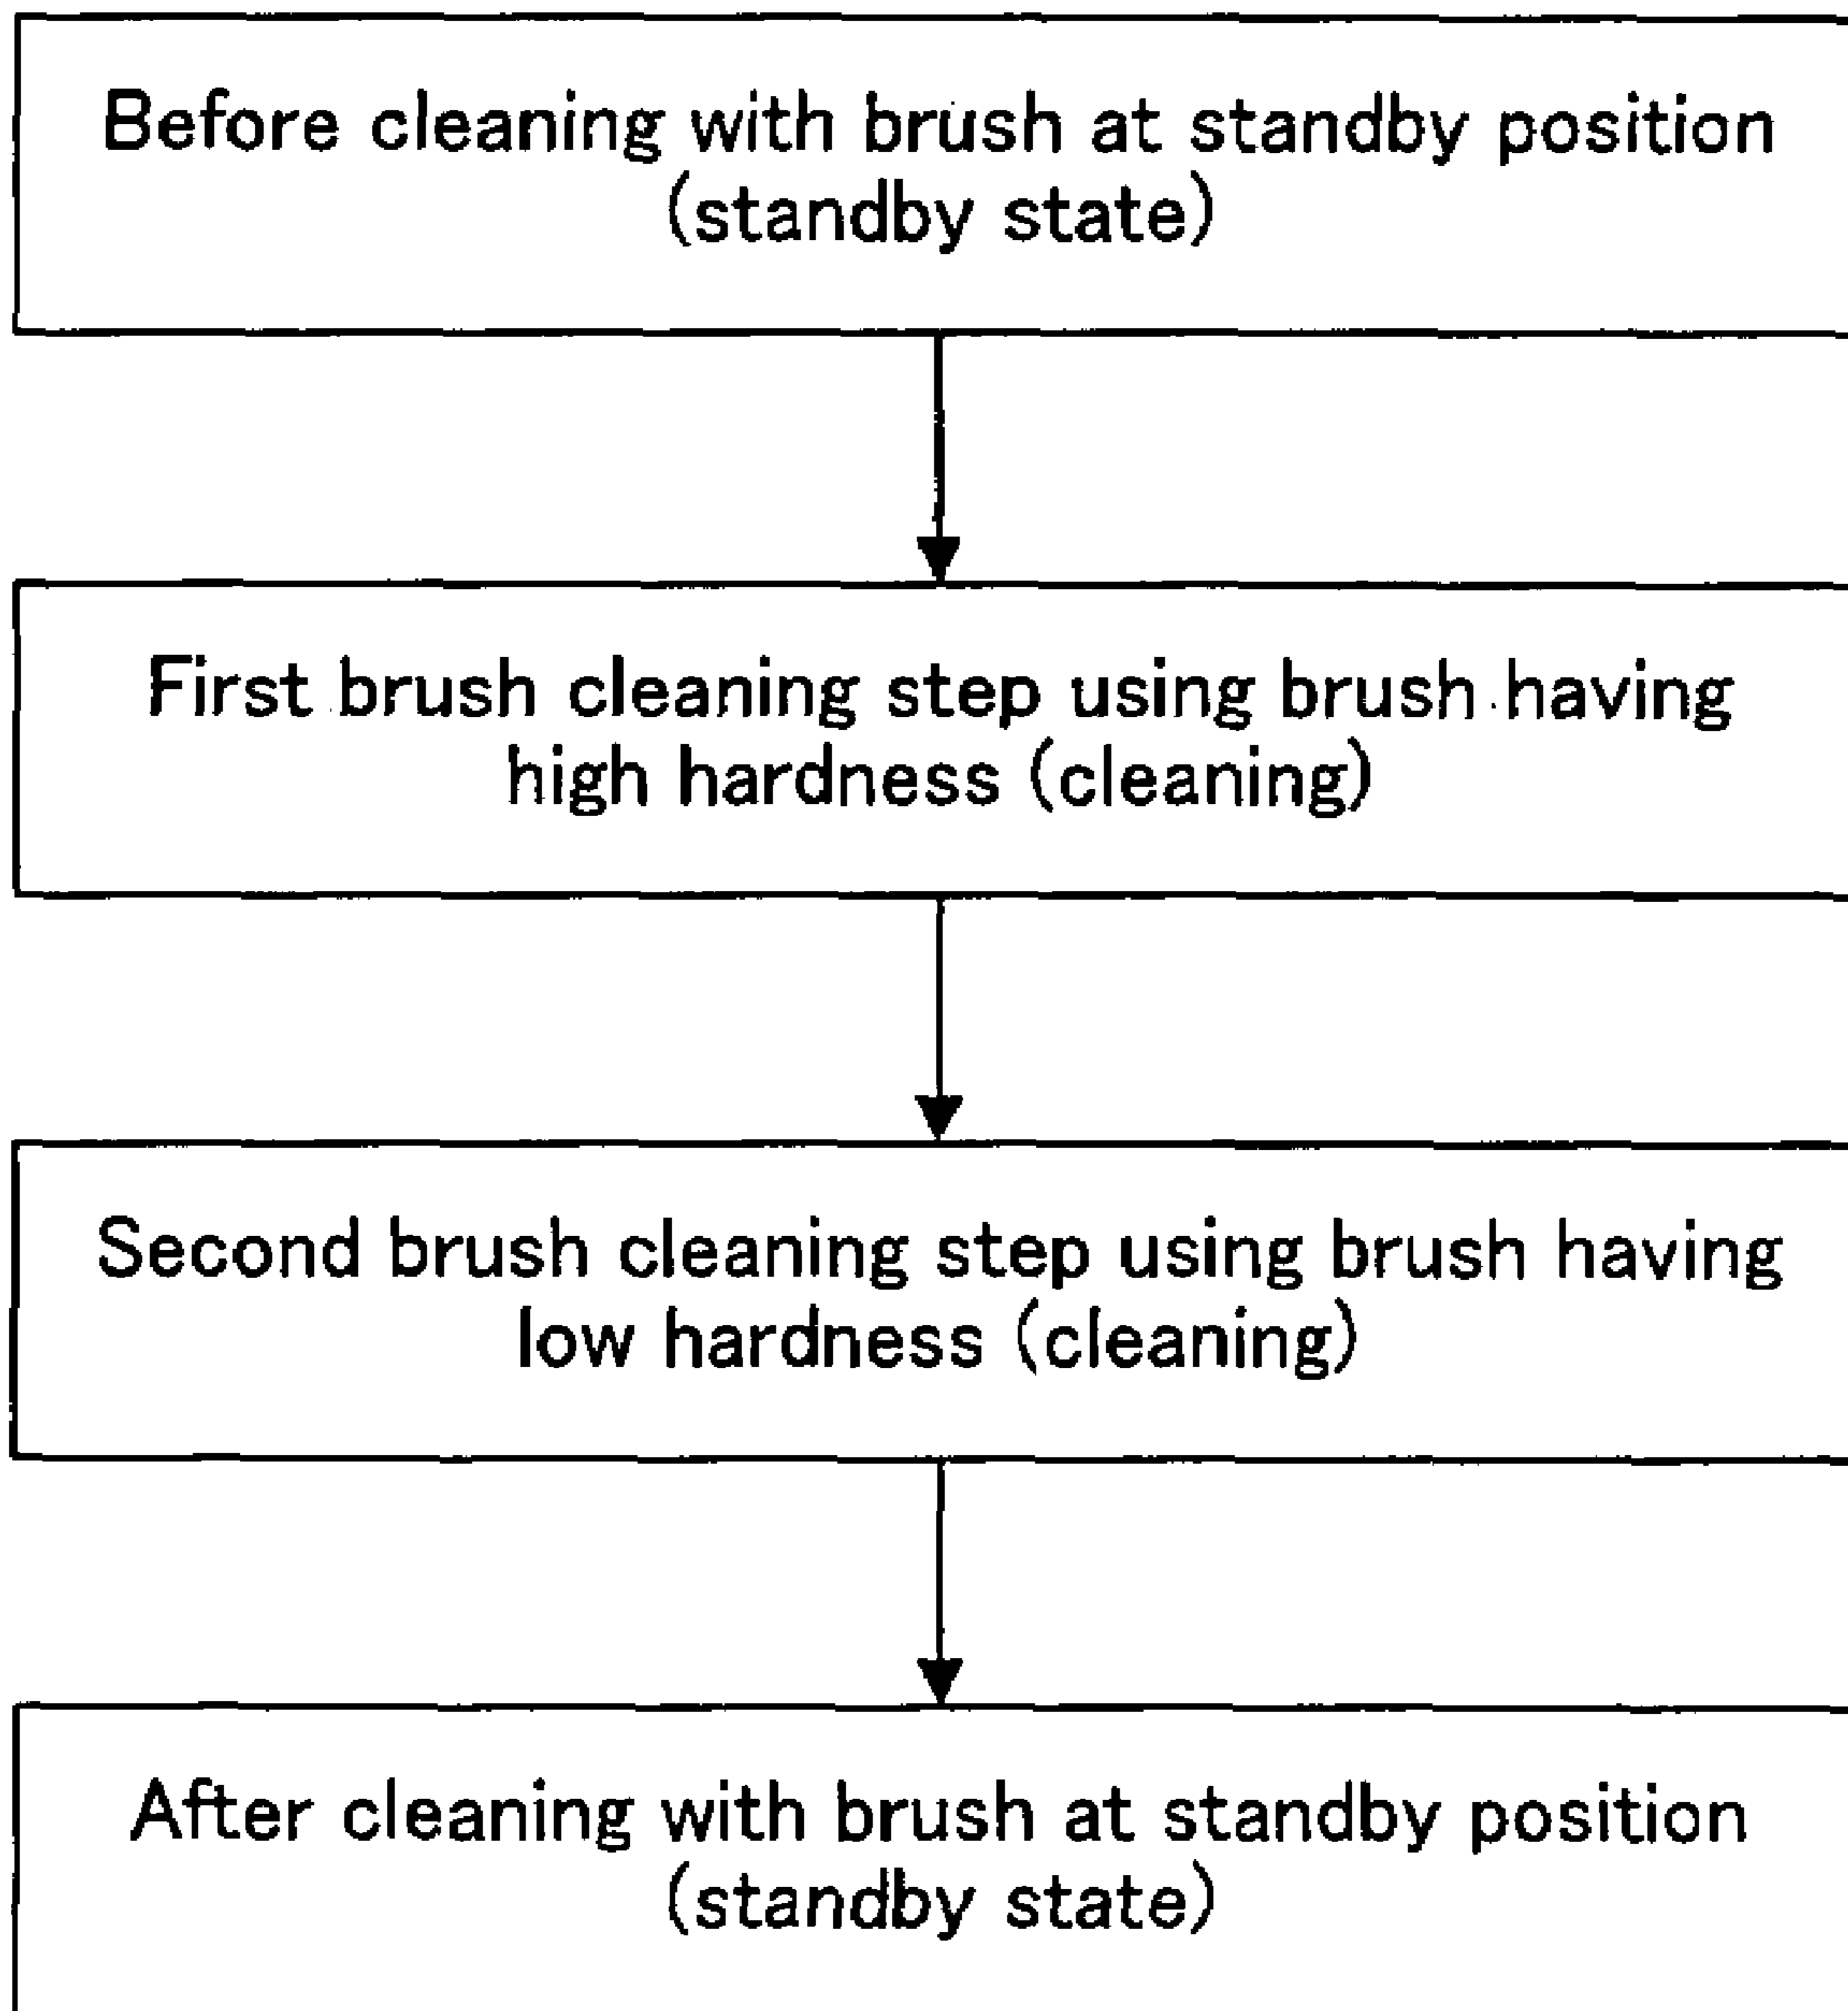 Before cleaning with brush at standby position
(standby state)
First brush cleaning step using brush having
high hardness (cleaning)
Second brush cleaning step using brush having
low hardness (cleaning)
After cleaning with brush at standby position
(standby state)